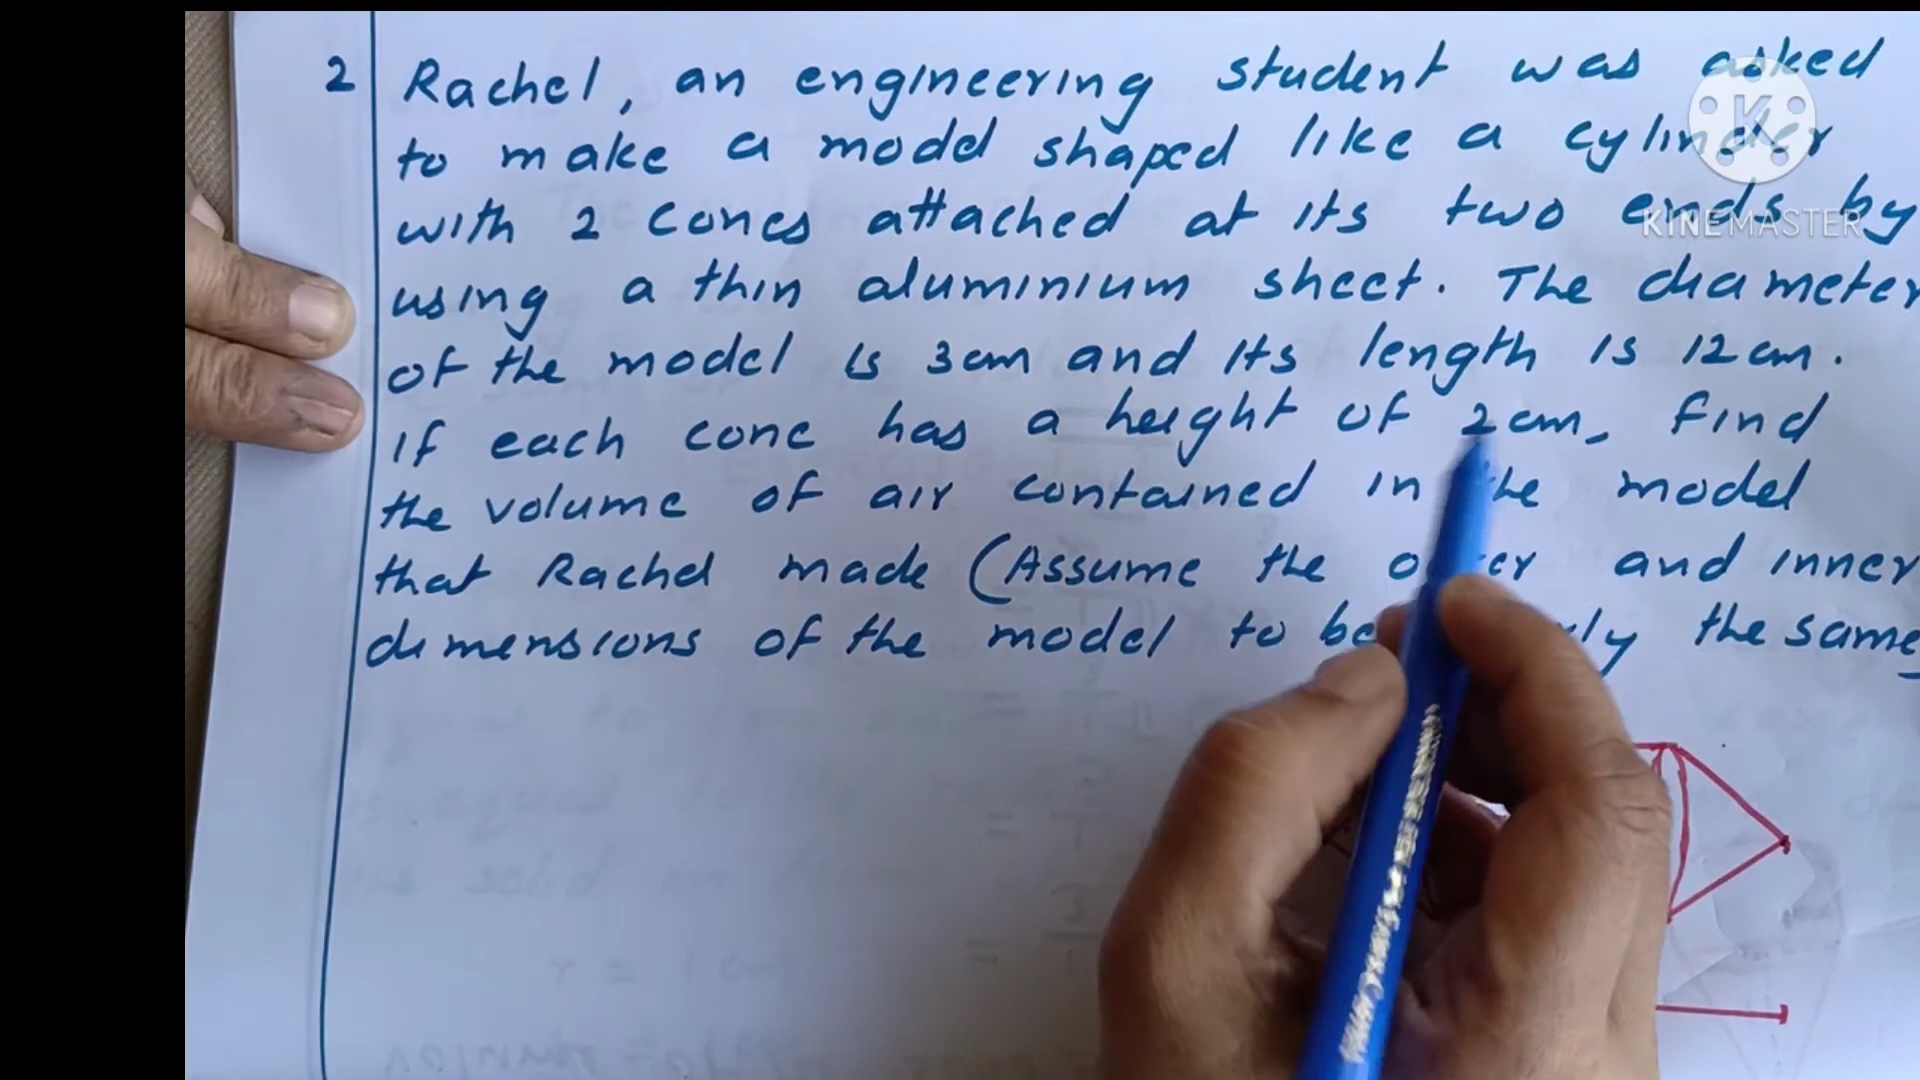 2 Rachel, an engineering student was asked
to make a model shaped like a cylinder
with 2 cones attached at its two ends by
using a thin aluminium sheet. The diameter
of the model is 3cm and its length is 12cm.
If each cone has a height of 2cm, find
the volume of air contained in the model
that Rachel made (Assume the and inner
dimensions of the model to be the same
K
KINEMASTER